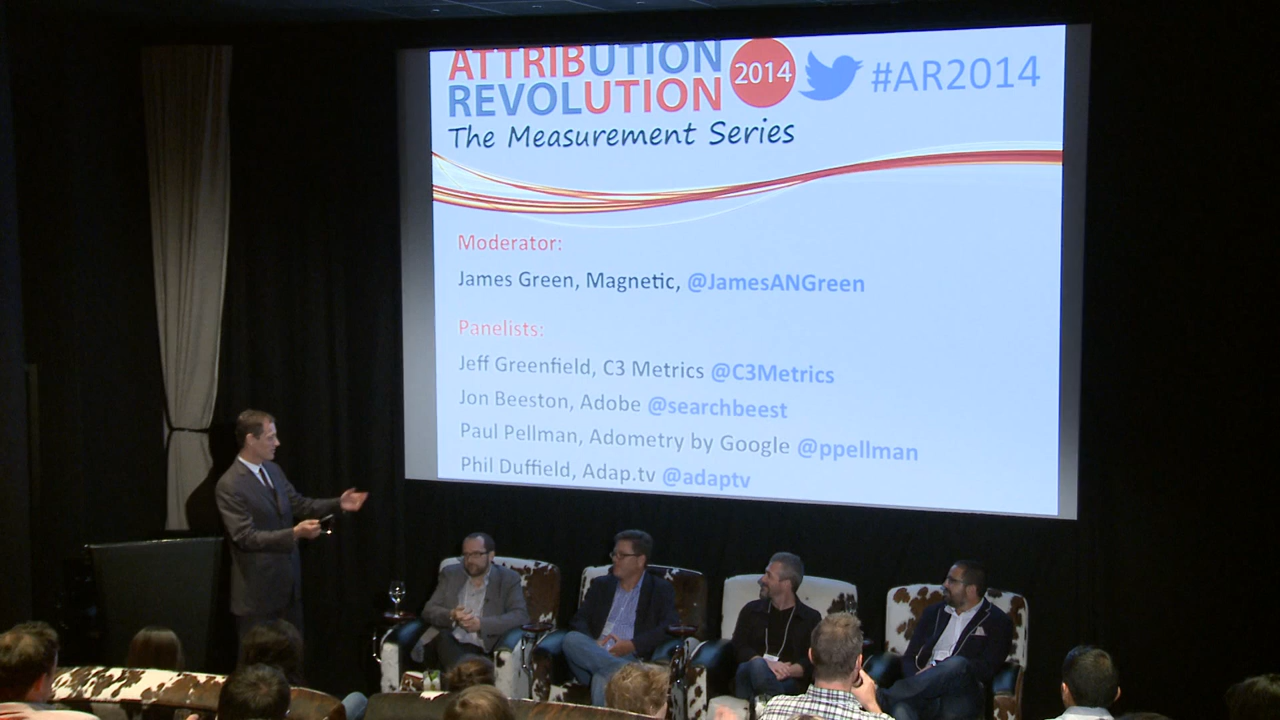 ATTRIBUTION
REVOLUTION
2014
#AR2014
The Measurement Series
Moderator:
James Green, Magnetic, @JamesANGreen
Panelists:
Jeff Greenfield, C3 Metrics @C3Metrics
Jon Beeston, Adobe @searchbeest
Paul Pellman, Adometry by Google @ppellman
Phil Duffield, Adap.tv @adaptv